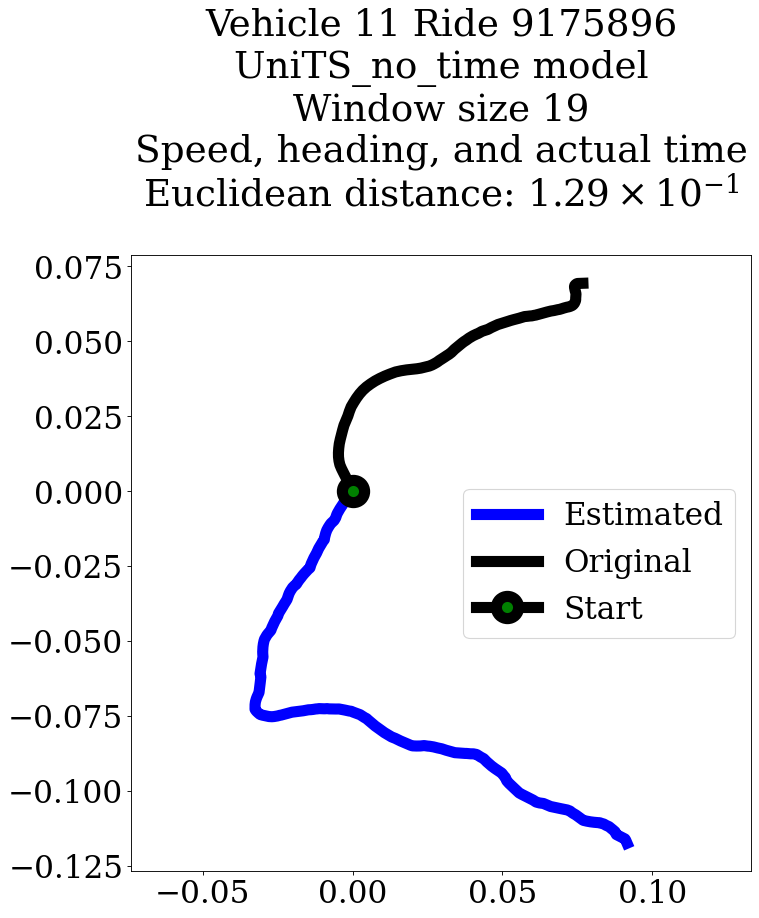 Vehicle 11 Ride 9175896
UniTS_no_time model
Window size 19
Speed, heading, and actual time
Euclidean distance: 1.29 × 10⁻¹
0.075
0.050
0.025
0.000
−0.025
−0.050
−0.075
−0.100
−0.125
Estimated
Original
Start
−0.05 0.00 0.05 0.10